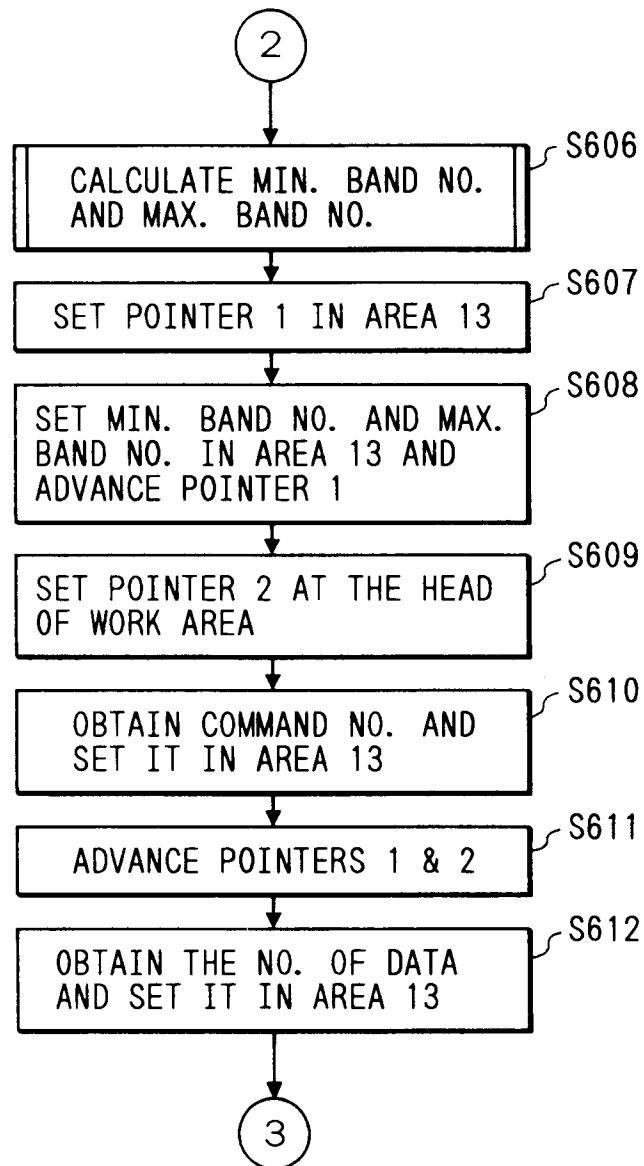 2
S606
CALCULATE MIN. BAND NO.
AND MAX. BAND NO.
S607
SET POINTER 1 IN AREA 13
S608
SET MIN. BAND NO. AND MAX.
BAND NO. IN AREA 13 AND
ADVANCE POINTER 1
S609
SET POINTER 2 AT THE HEAD
OF WORK AREA
S610
OBTAIN COMMAND NO. AND
SET IT IN AREA 13
S611
ADVANCE POINTERS 1 & 2
S612
OBTAIN THE NO. OF DATA
AND SET IT IN AREA 13
3